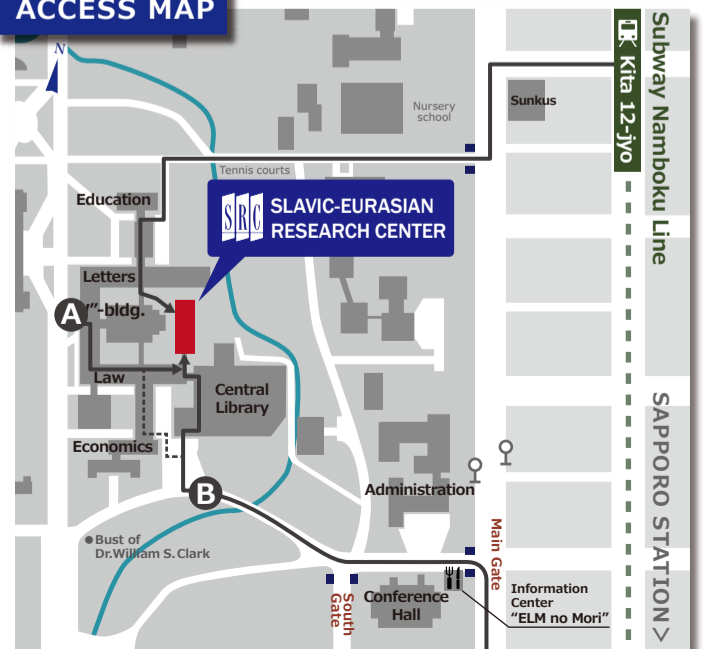 ACCESS MAP
N
Nursery
school
Sunkus
Kita 12-jyo
Subway Namboku Line
Tennis courts
Education
SRC
SLAVIC-EURASIAN
RESEARCH CENTER
Letters
A
"-bldg.
Law
Central
Library
Economics
B
Administration
SAPPORO STATION >
Bust of
Dr.William S.Clark
Main Gate
South
Gate
Conference
Hall
Information
Center
“ELM no Mori”